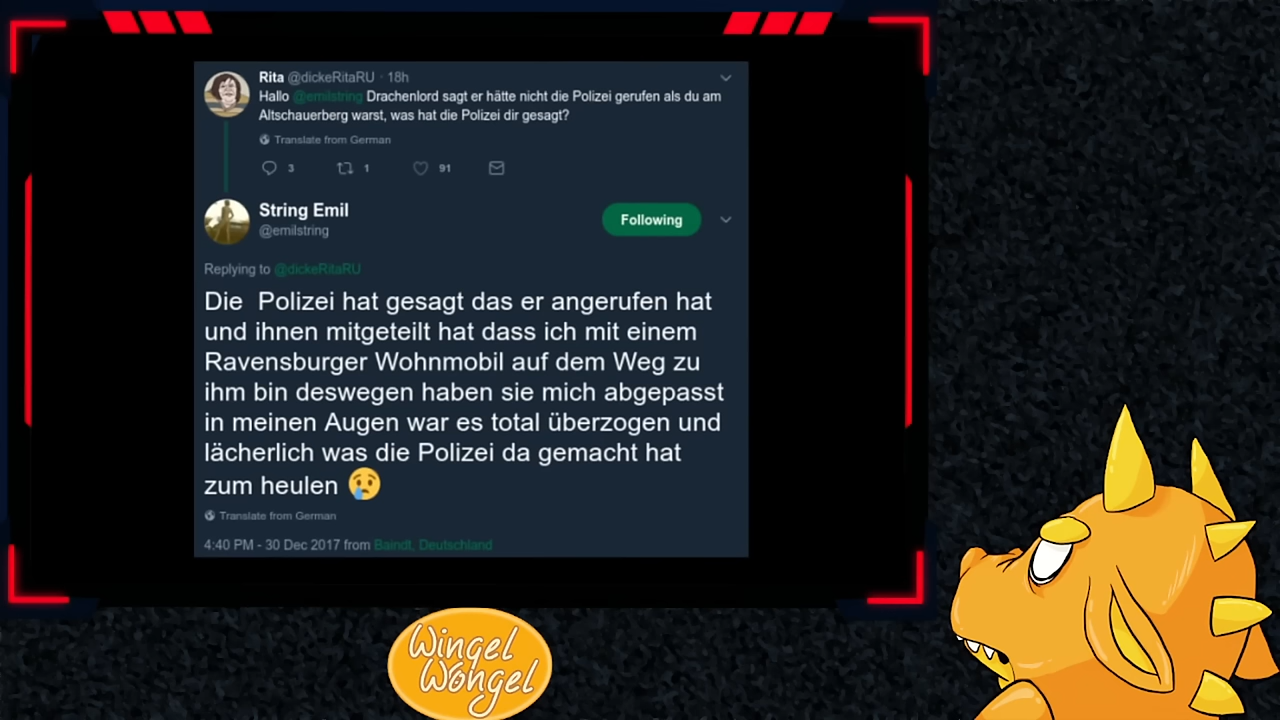 Rita @dickeRitaRU · 18h
Hallo @emilstring Drachenlord sagt er hätte nicht die Polizei gerufen als du am
Altschauerberg warst, was hat die Polizei dir gesagt?
Translate from German
3 1 91
String Emil
@emilstring
Following
Replying to @dickeRitaRU
Die Polizei hat gesagt das er angerufen hat
und ihnen mitgeteilt hat dass ich mit einem
Ravensburger Wohnmobil auf dem Weg zu
ihm bin deswegen haben sie mich abgepasst
in meinen Augen war es total überzogen und
lächerlich was die Polizei da gemacht hat
zum heulen 😢
Translate from German
4:40 PM - 30 Dec 2017 from Baindt, Deutschland
Wingel
Wongel